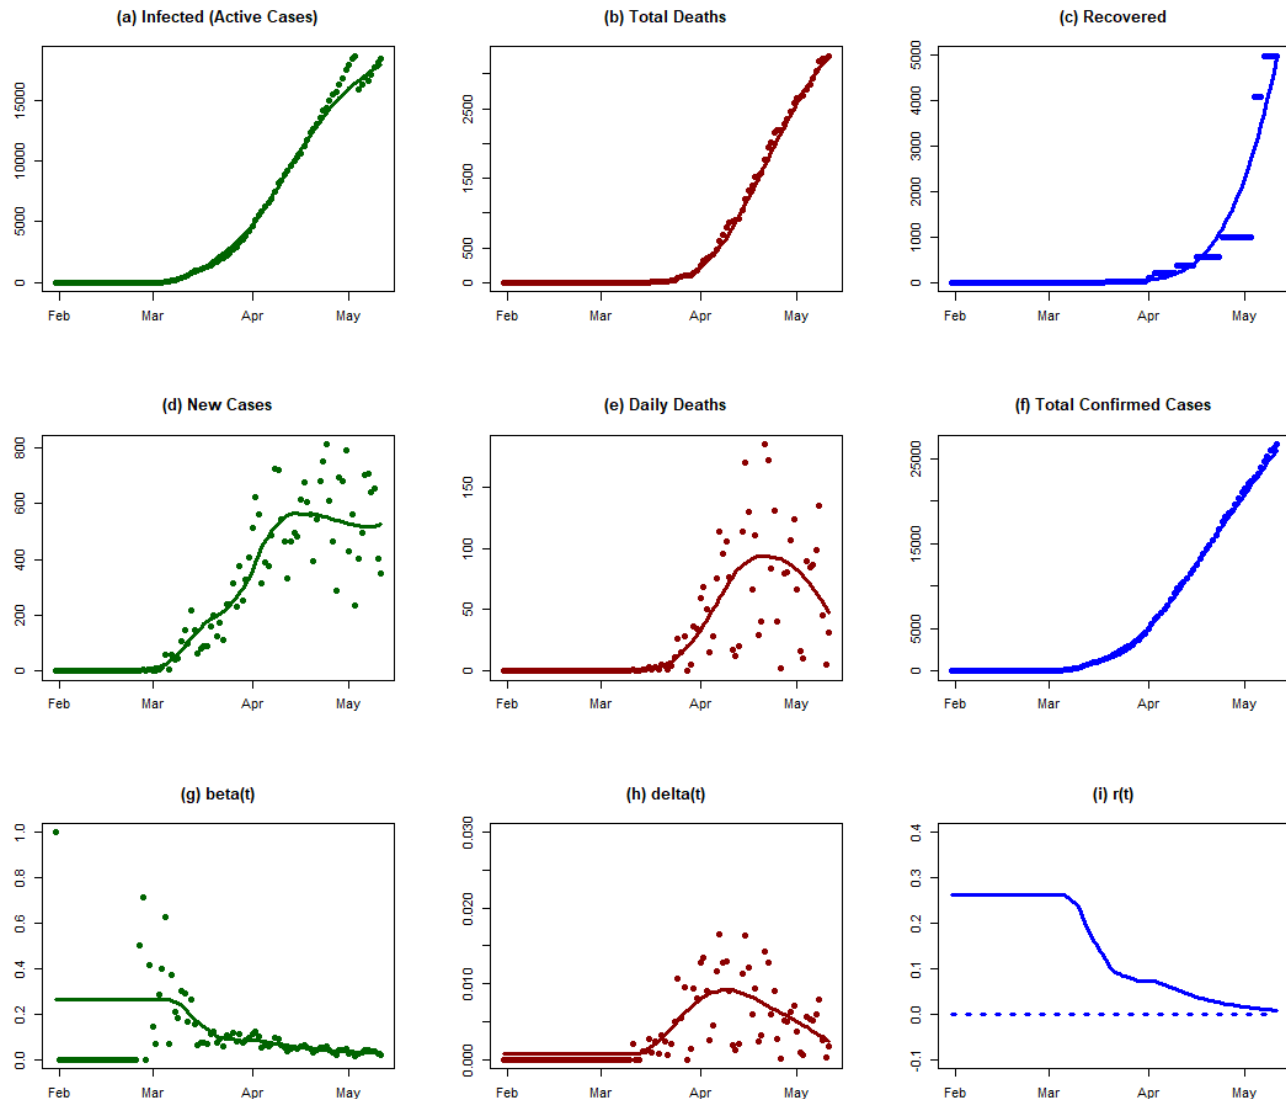 (a) Infected (Active Cases)
15000
10000
5000
0
Feb
Mar
Apr
May
(b) Total Deaths
2500
1500
500
0
Feb
Mar
Apr
May
(c) Recovered
5000
4000
3000
2000
1000
0
Feb
Mar
Apr
May
(d) New Cases
800
600
400
200
0
Feb
Mar
Apr
May
(e) Daily Deaths
150
100
50
0
Feb
Mar
Apr
May
(f) Total Confirmed Cases
25000
15000
5000
0
Feb
Mar
Apr
May
(g) beta(t)
1.0
0.8
0.6
0.4
0.2
0.0
Feb
Mar
Apr
May
(h) delta(t)
0.030
0.020
0.010
0.000
Feb
Mar
Apr
May
(i) r(t)
0.4
0.3
0.2
0.1
0.0
-0.1
Feb
Mar
Apr
May